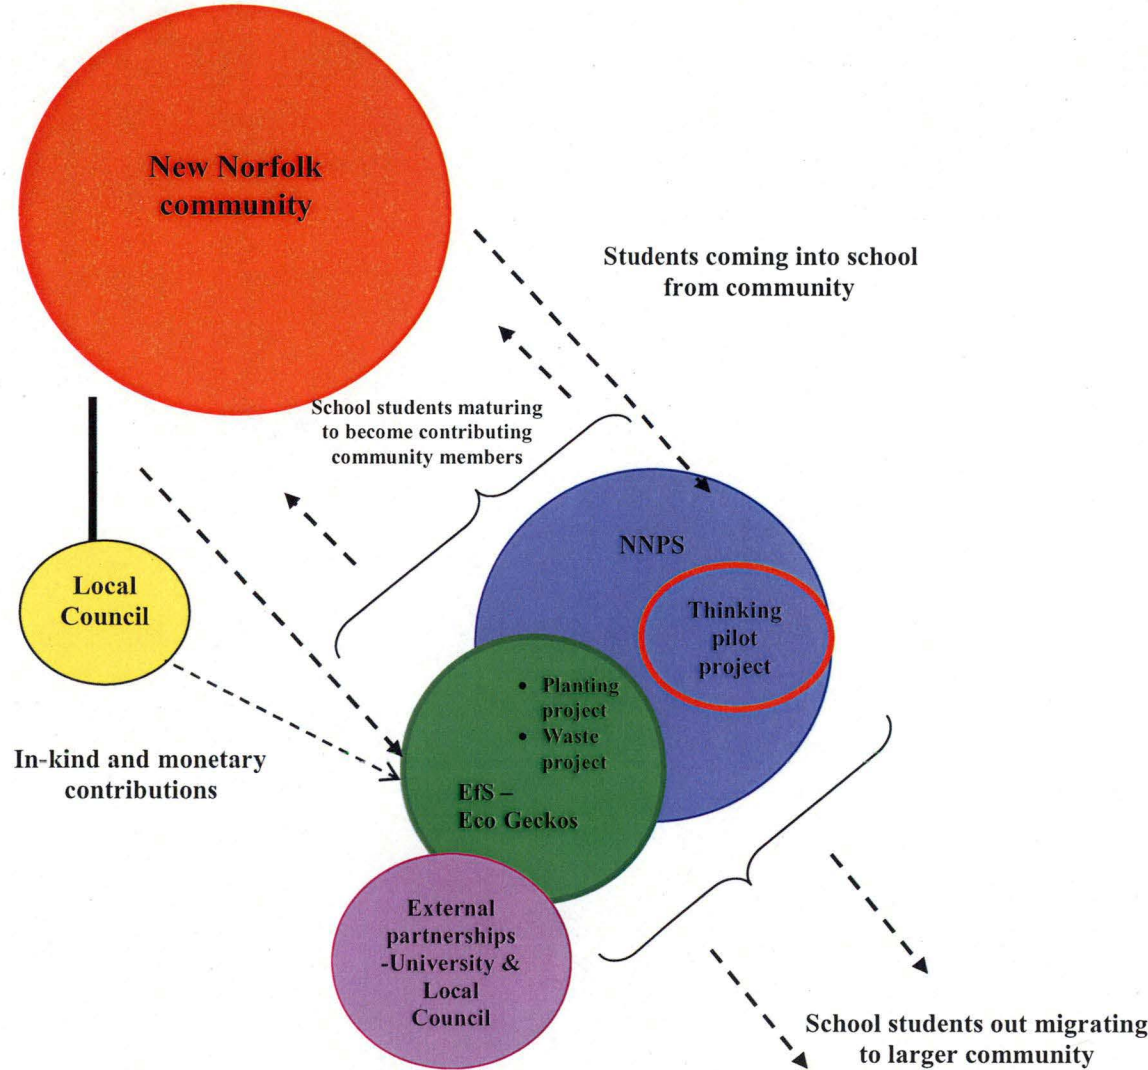 New Norfolk
community
Students coming into school
from community
School students maturing
to become contributing
community members
NNPS
Thinking
pilot
project
Local
Council
• Planting
project
• Waste
project
In-kind and monetary
contributions
EfS –
Eco Geckos
External
partnerships
-University &
Local
Council
School students out migrating
to larger community